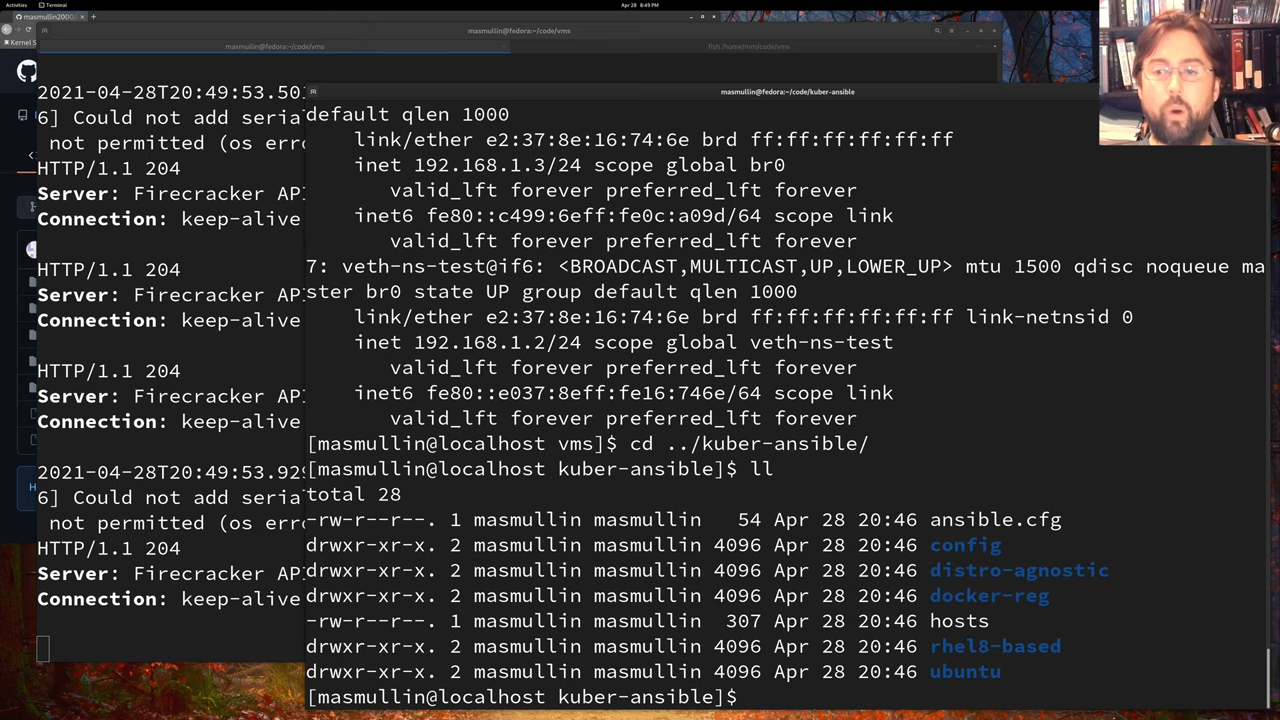 Activities
Terminal
Apr 28 8:49 PM
masmullin2000
masmullin@fedora:~/code/vms
Kernel S
masmullin@fedora:~/code/vms
fish /home/mm/code/vms
2021-04-28T20:49:53.501
6] Could not add seria
not permitted (os erro
HTTP/1.1 204
Server: Firecracker API
Connection: keep-alive
HTTP/1.1 204
Server: Firecracker API
Connection: keep-alive
HTTP/1.1 204
Server: Firecracker API
Connection: keep-alive
2021-04-28T20:49:53.929
6] Could not add seria
not permitted (os erro
HTTP/1.1 204
Server: Firecracker API
Connection: keep-alive
masmullin@fedora:~/code/kuber-ansible
default qlen 1000
link/ether e2:37:8e:16:74:6e brd ff:ff:ff:ff:ff:ff
inet 192.168.1.3/24 scope global br0
valid_lft forever preferred_lft forever
inet6 fe80::c499:6eff:fe0c:a09d/64 scope link
valid_lft forever preferred_lft forever
7: veth-ns-test@if6: <BROADCAST,MULTICAST,UP,LOWER_UP> mtu 1500 qdisc noqueue ma
ster br0 state UP group default qlen 1000
link/ether e2:37:8e:16:74:6e brd ff:ff:ff:ff:ff:ff link-netnsid 0
inet 192.168.1.2/24 scope global veth-ns-test
valid_lft forever preferred_lft forever
inet6 fe80::e037:8eff:fe16:746e/64 scope link
valid_lft forever preferred_lft forever
[masmullin@localhost vms]$ cd ../kuber-ansible/
[masmullin@localhost kuber-ansible]$ ll
total 28
-rw-r--r--. 1 masmullin masmullin 54 Apr 28 20:46 ansible.cfg
drwxr-xr-x. 2 masmullin masmullin 4096 Apr 28 20:46 config
drwxr-xr-x. 2 masmullin masmullin 4096 Apr 28 20:46 distro-agnostic
drwxr-xr-x. 2 masmullin masmullin 4096 Apr 28 20:46 docker-reg
-rw-r--r--. 1 masmullin masmullin 307 Apr 28 20:46 hosts
drwxr-xr-x. 2 masmullin masmullin 4096 Apr 28 20:46 rhel8-based
drwxr-xr-x. 2 masmullin masmullin 4096 Apr 28 20:46 ubuntu
[masmullin@localhost kuber-ansible]$